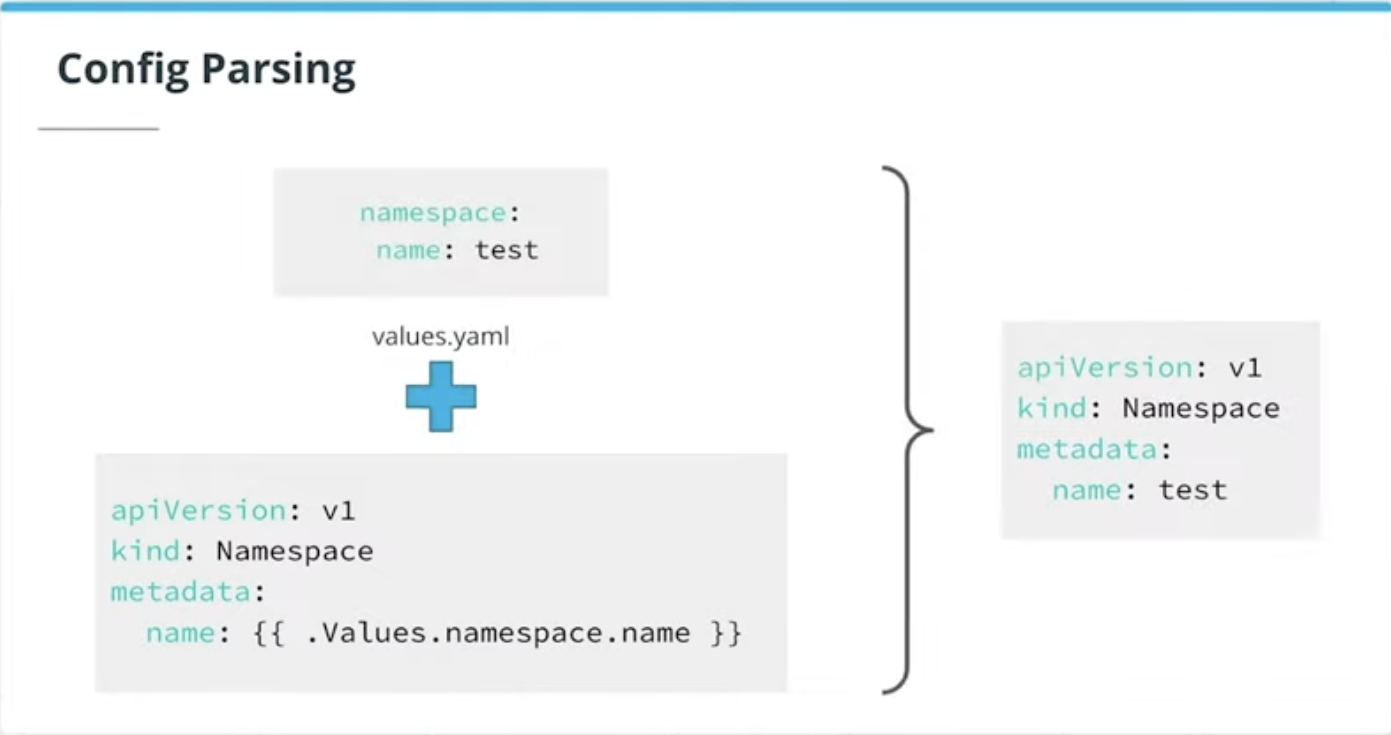 Config Parsing
namespace:
name: test
values.yaml
apiVersion: v1
kind: Namespace
metadata:
name: {{ .Values.namespace.name }}
apiVersion: v1
kind: Namespace
metadata:
name: test